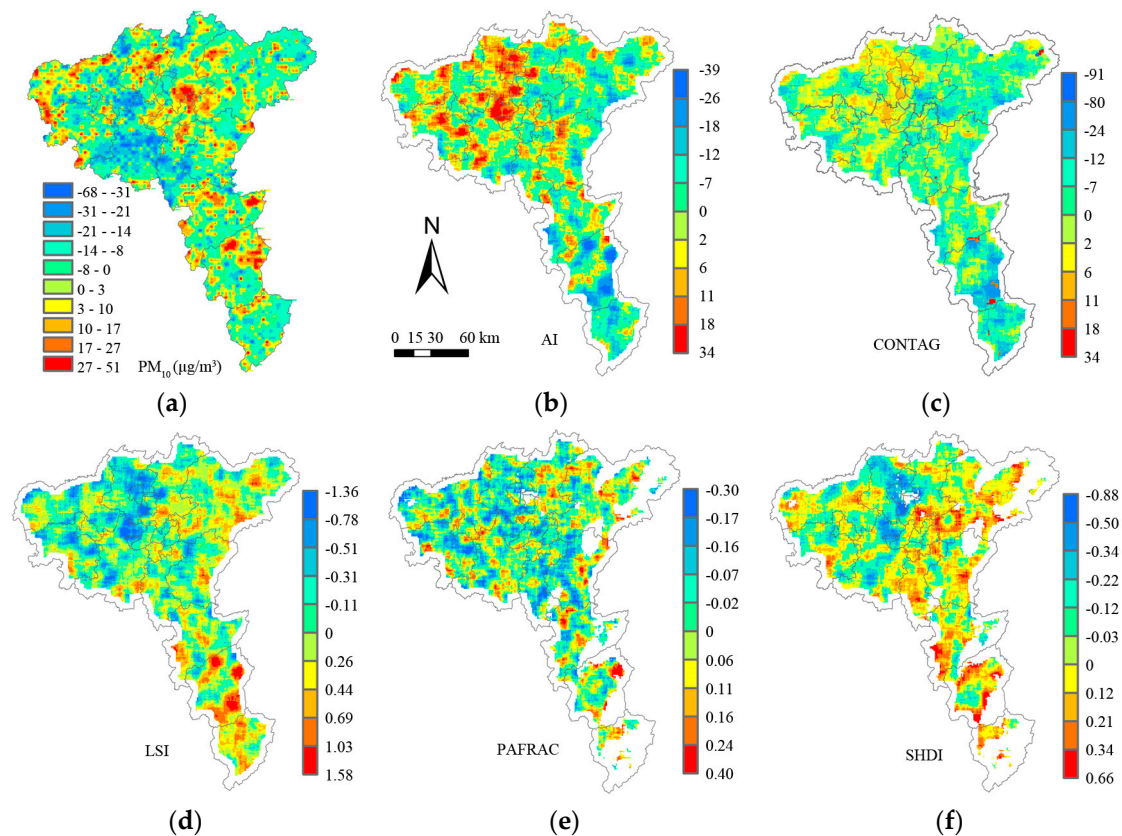 -68 - -31
-31 - -21
-21 - -14
-14 - -8
-8 - 0
0 - 3
3 - 10
10 - 17
17 - 27
27 - 51
PM₁₀ (μg/m³)
(a)
N
0 15 30 60 km
AI
-39
-26
-18
-12
-7
0
2
6
11
18
34
(b)
CONTAG
-91
-80
-24
-12
-7
0
2
6
11
18
34
(c)
LSI
-1.36
-0.78
-0.51
-0.31
-0.11
0
0.26
0.44
0.69
1.03
1.58
(d)
PAFRAC
-0.30
-0.17
-0.16
-0.07
-0.02
0
0.06
0.11
0.16
0.24
0.40
(e)
SHDI
-0.88
-0.50
-0.34
-0.22
-0.12
-0.03
0
0.12
0.21
0.34
0.66
(f)